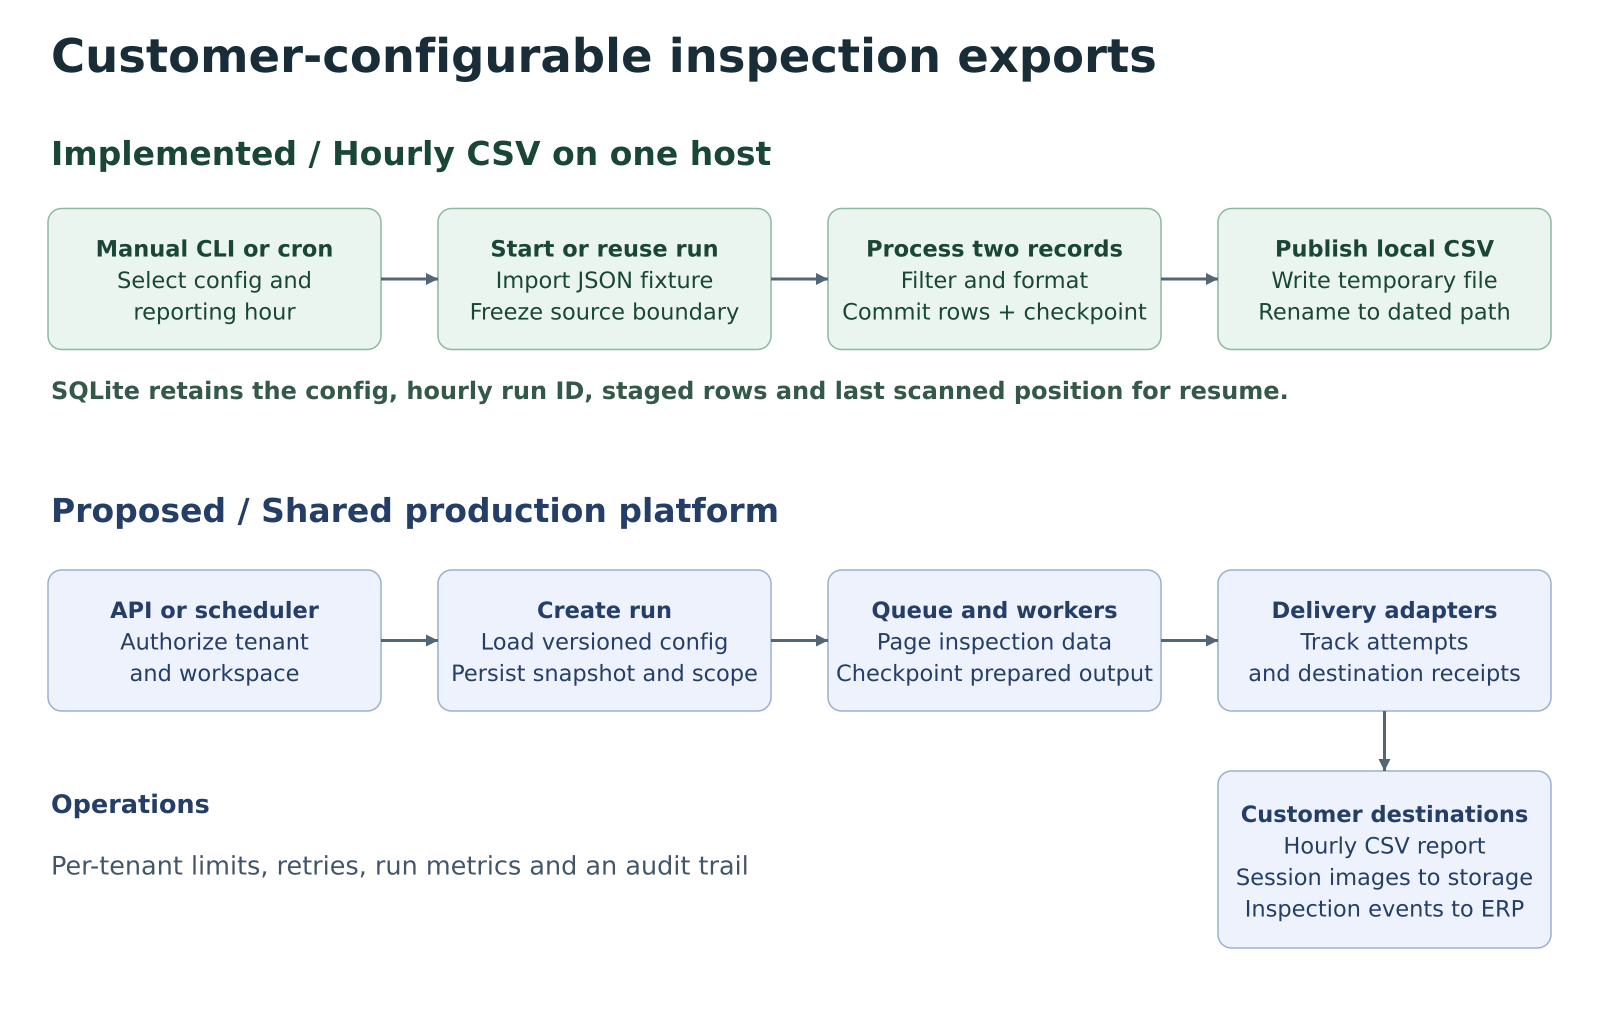 Customer-configurable inspection exports
Implemented / Hourly CSV on one host
Manual CLI or cron
Select config and
reporting hour
Start or reuse run
Import JSON fixture
Freeze source boundary
Process two records
Filter and format
Commit rows + checkpoint
Publish local CSV
Write temporary file
Rename to dated path
SQLite retains the config, hourly run ID, staged rows and last scanned position for resume.
Proposed / Shared production platform
API or scheduler
Authorize tenant
and workspace
Create run
Load versioned config
Persist snapshot and scope
Queue and workers
Page inspection data
Checkpoint prepared output
Delivery adapters
Track attempts
and destination receipts
Operations
Per-tenant limits, retries, run metrics and an audit trail
Customer destinations
Hourly CSV report
Session images to storage
Inspection events to ERP